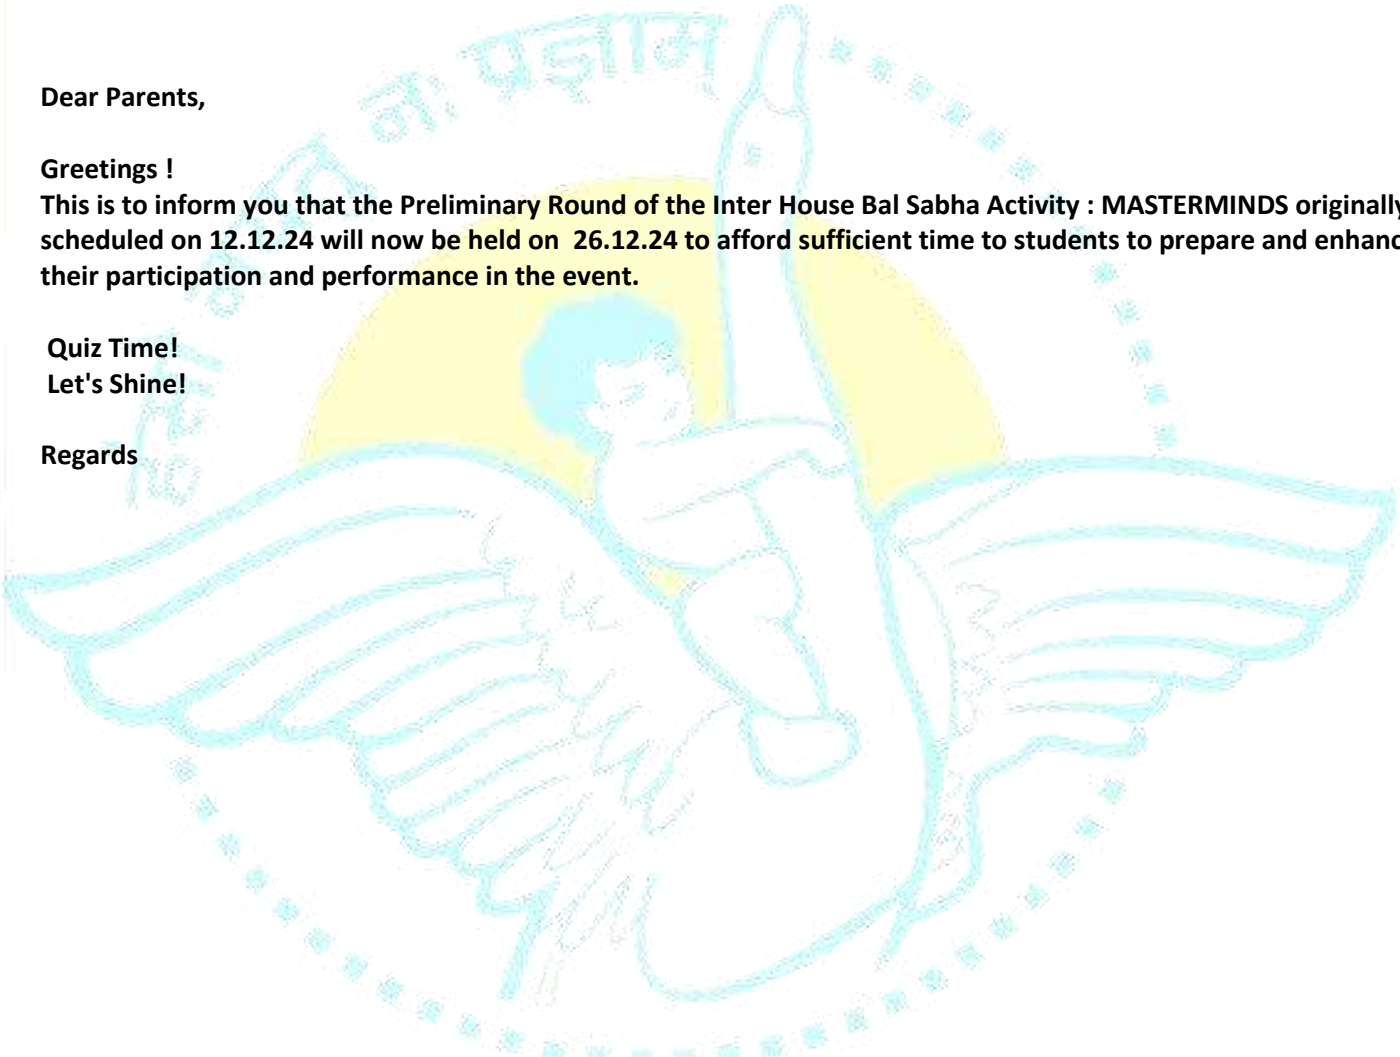 Dear Parents,
Greetings !
This is to inform you that the Preliminary Round of the Inter House Bal Sabha Activity : MASTERMINDS originally
scheduled on 12.12.24 will now be held on 26.12.24 to afford sufficient time to students to prepare and enhanc
their participation and performance in the event.
Quiz Time!
Let's Shine!
Regards